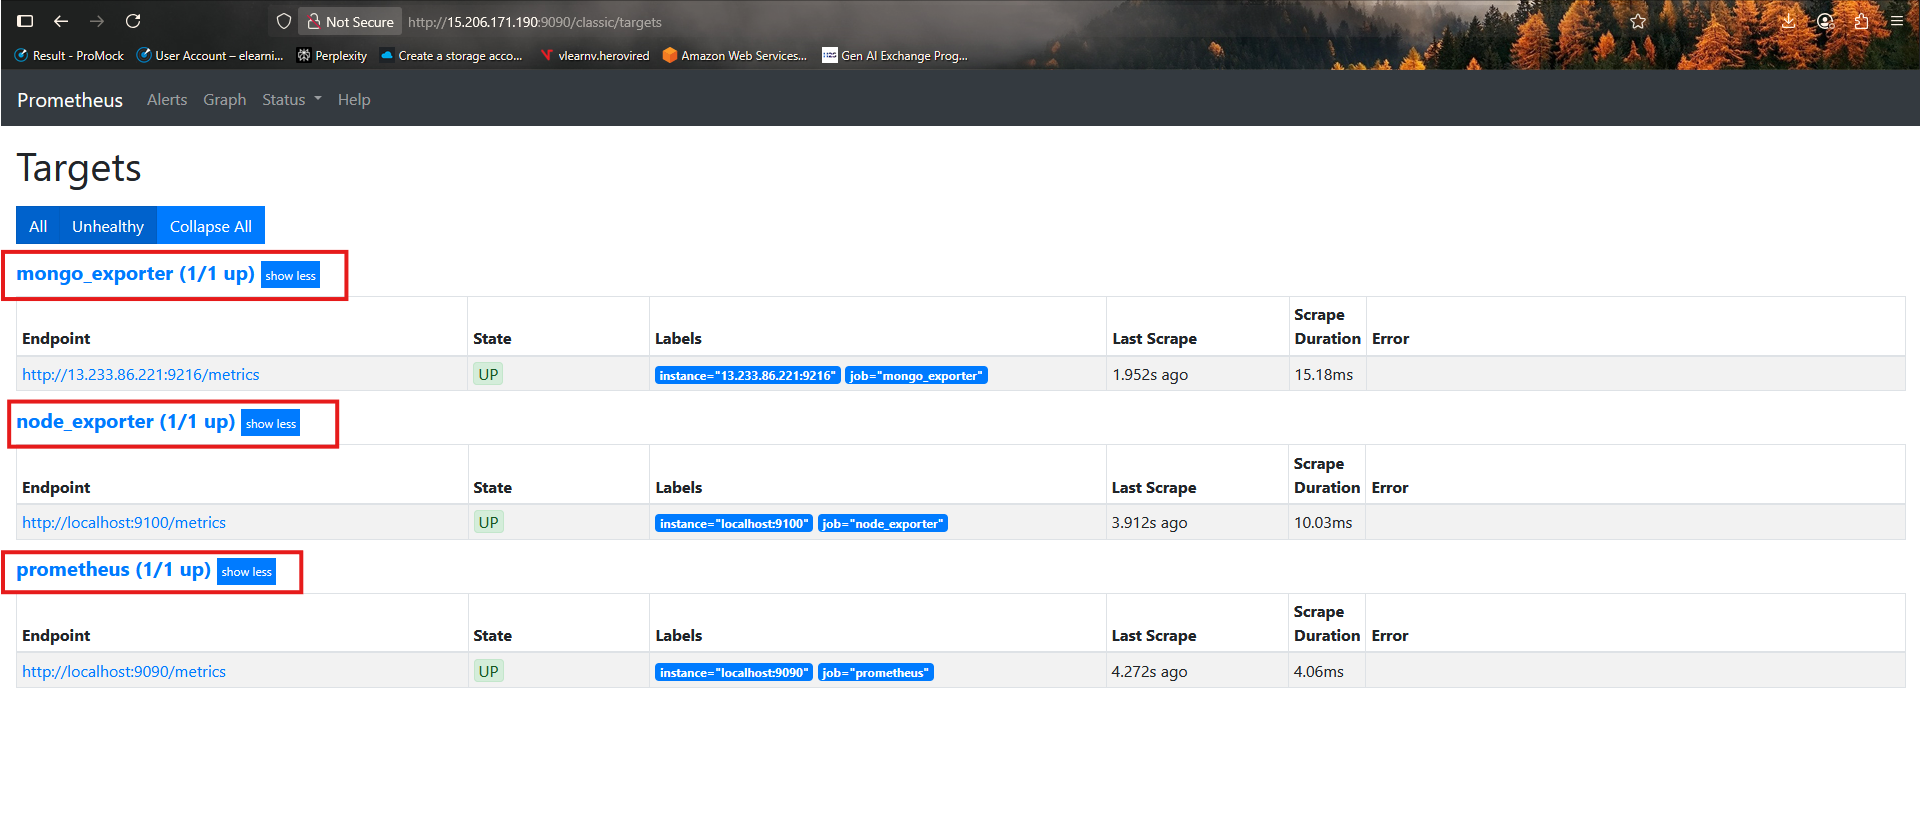 Not Secure http://15.206.171.190:9090/classic/targets
Result - ProMock User Account – elearni... Perplexity Create a storage acco... vlearnv.herovired Amazon Web Services... Gen AI Exchange Prog...
Prometheus Alerts Graph Status Help
Targets
All Unhealthy Collapse All
mongo_exporter (1/1 up) show less
Endpoint State Labels Last Scrape Scrape Duration Error
http://13.233.86.221:9216/metrics UP instance="13.233.86.221:9216" job="mongo_exporter" 1.952s ago 15.18ms
node_exporter (1/1 up) show less
Endpoint State Labels Last Scrape Scrape Duration Error
http://localhost:9100/metrics UP instance="localhost:9100" job="node_exporter" 3.912s ago 10.03ms
prometheus (1/1 up) show less
Endpoint State Labels Last Scrape Scrape Duration Error
http://localhost:9090/metrics UP instance="localhost:9090" job="prometheus" 4.272s ago 4.06ms